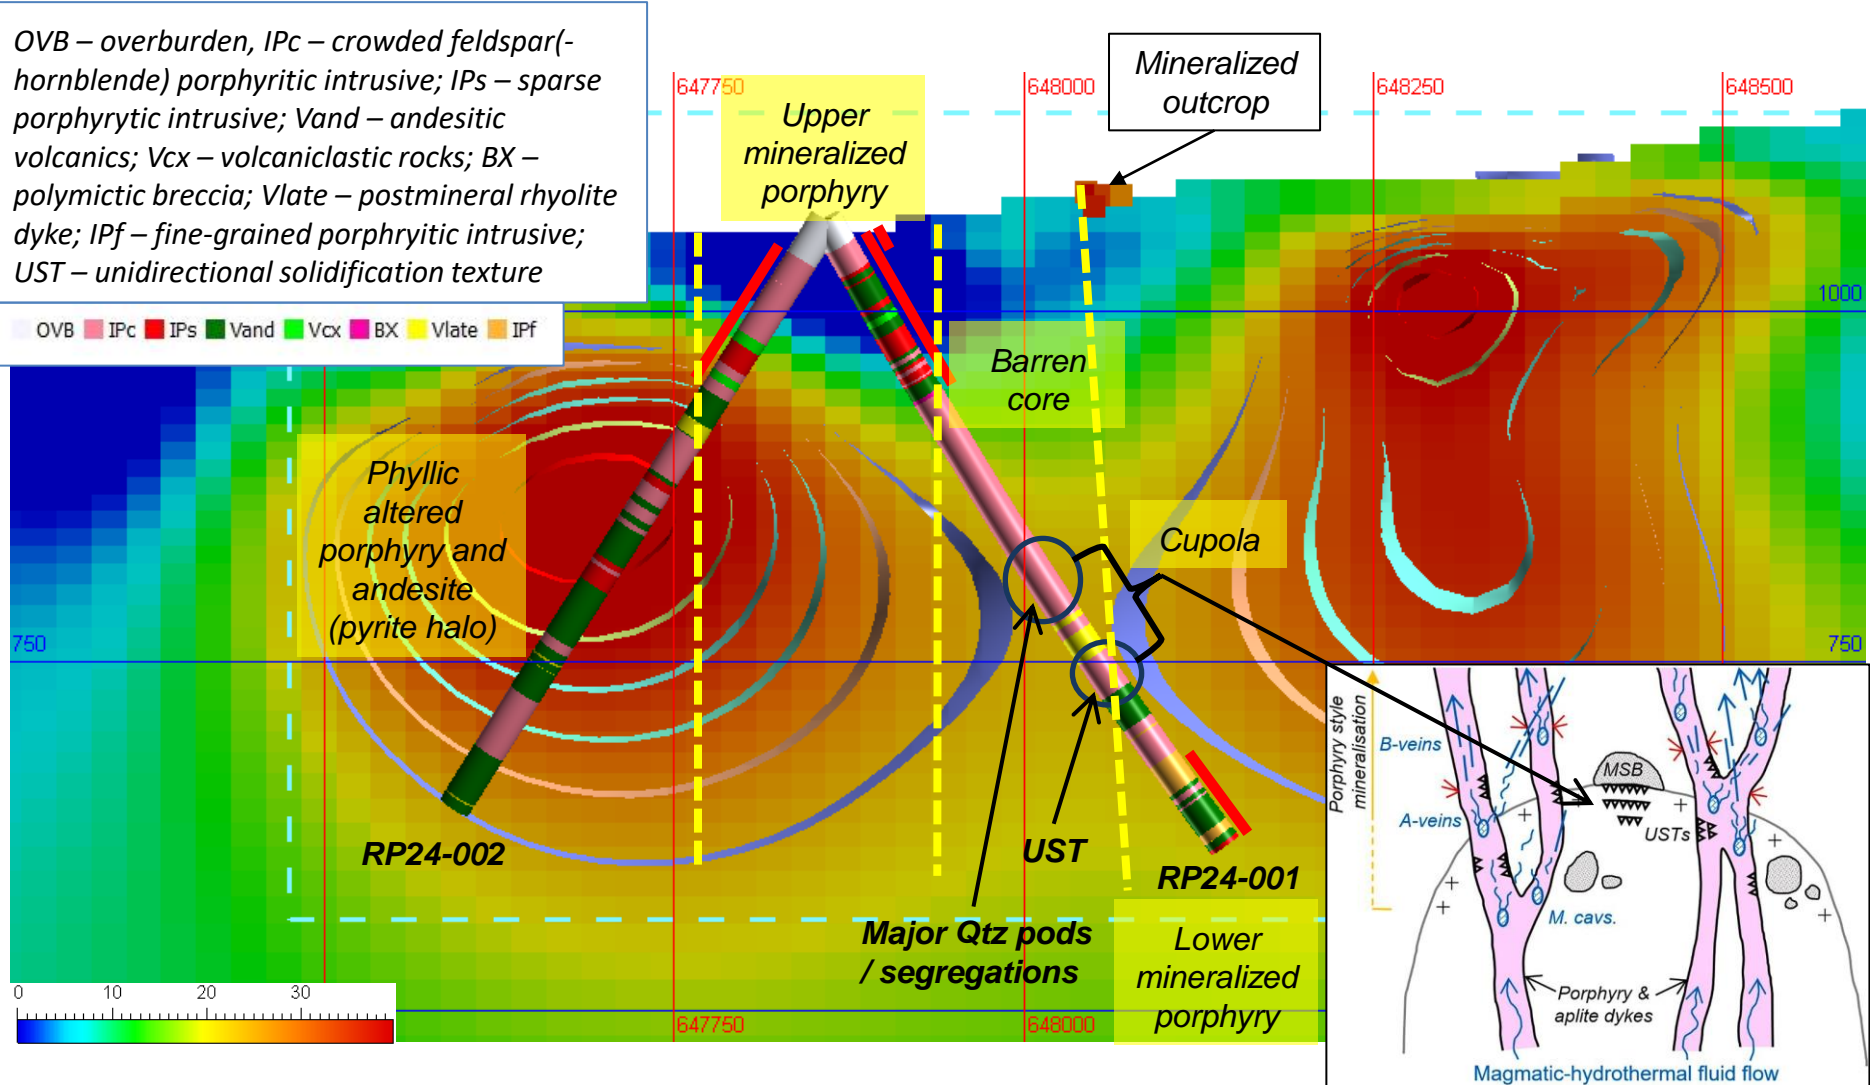 OVB – overburden, IPc – crowded feldspar(-
hornblende) porphyritic intrusive; IPs – sparse
porphyrytic intrusive; Vand – andesitic
volcanics; Vcx – volcaniclastic rocks; BX –
polymictic breccia; Vlate – postmineral rhyolite
dyke; IPf – fine-grained porphryitic intrusive;
UST – unidirectional solidification texture
OVB IPc IPs Vand Vcx BX Vlate IPf
647750
648000
648250
648500
Upper
mineralized
porphyry
Mineralized
outcrop
1000
Barren
core
Phyllic
altered
porphyry and
andesite
(pyrite halo)
Cupola
750
750
RP24-002
UST
RP24-001
Major Qtz pods
/ segregations
Lower
mineralized
porphyry
0 10 20 30
647750
648000
Porphyry style
mineralisation
B-veins
A-veins
MSB
USTs
M. cavs.
Porphyry &
aplite dykes
Magmatic-hydrothermal fluid flow